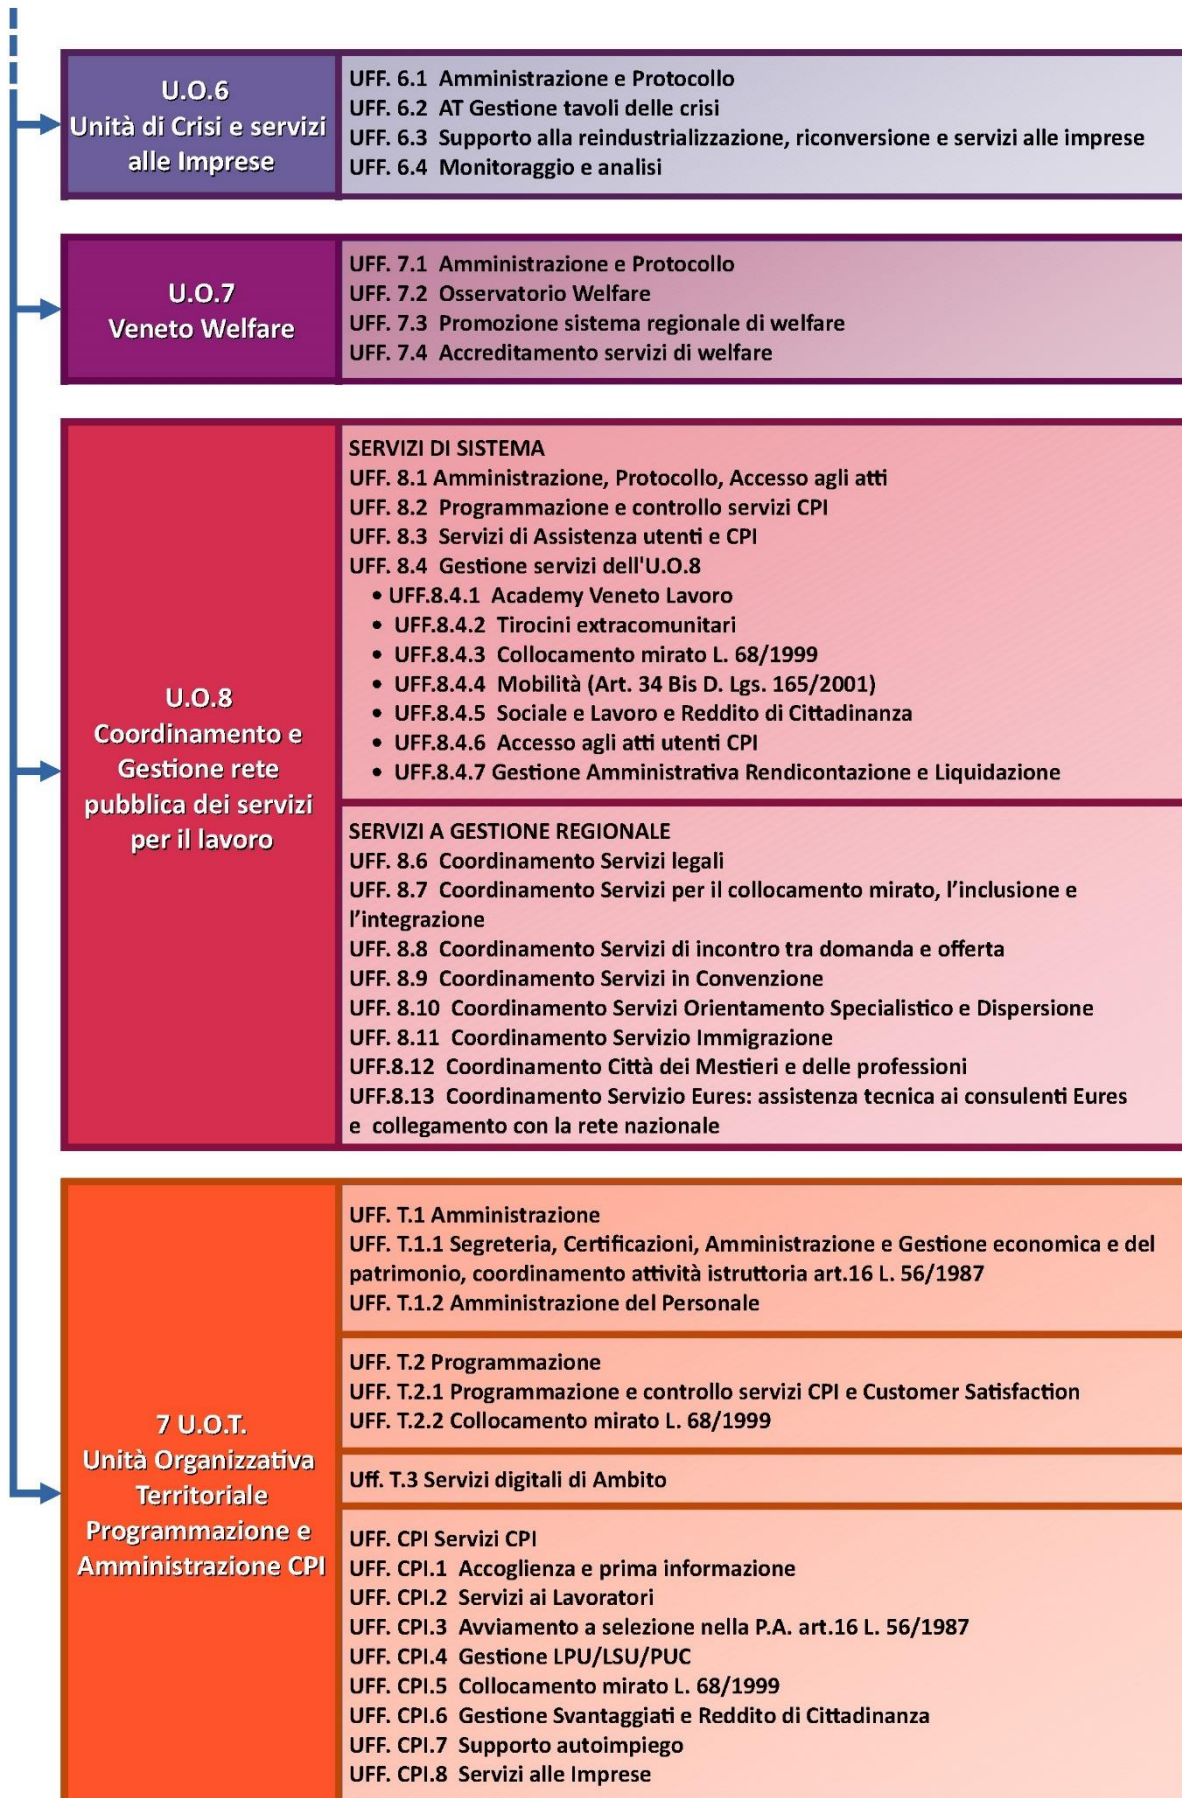 U.O.6
Unità di Crisi e servizi
alle Imprese
UFF. 6.1 Amministrazione e Protocollo
UFF. 6.2 AT Gestione tavoli delle crisi
UFF. 6.3 Supporto alla reindustrializzazione, riconversione e servizi alle imprese
UFF. 6.4 Monitoraggio e analisi
U.O.7
Veneto Welfare
UFF. 7.1 Amministrazione e Protocollo
UFF. 7.2 Osservatorio Welfare
UFF. 7.3 Promozione sistema regionale di welfare
UFF. 7.4 Accreditamento servizi di welfare
U.O.8
Coordinamento e
Gestione rete
pubblica dei servizi
per il lavoro
SERVIZI DI SISTEMA
UFF. 8.1 Amministrazione, Protocollo, Accesso agli atti
UFF. 8.2 Programmazione e controllo servizi CPI
UFF. 8.3 Servizi di Assistenza utenti e CPI
UFF. 8.4 Gestione servizi dell'U.O.8
• UFF.8.4.1 Academy Veneto Lavoro
• UFF.8.4.2 Tirocini extracomunitari
• UFF.8.4.3 Collocamento mirato L. 68/1999
• UFF.8.4.4 Mobilità (Art. 34 Bis D. Lgs. 165/2001)
• UFF.8.4.5 Sociale e Lavoro e Reddito di Cittadinanza
• UFF.8.4.6 Accesso agli atti utenti CPI
• UFF.8.4.7 Gestione Amministrativa Rendicontazione e Liquidazione
SERVIZI A GESTIONE REGIONALE
UFF. 8.6 Coordinamento Servizi legali
UFF. 8.7 Coordinamento Servizi per il collocamento mirato, l’inclusione e
l’integrazione
UFF. 8.8 Coordinamento Servizi di incontro tra domanda e offerta
UFF. 8.9 Coordinamento Servizi in Convenzione
UFF. 8.10 Coordinamento Servizi Orientamento Specialistico e Dispersione
UFF. 8.11 Coordinamento Servizio Immigrazione
UFF.8.12 Coordinamento Città dei Mestieri e delle professioni
UFF.8.13 Coordinamento Servizio Eures: assistenza tecnica ai consulenti Eures
e collegamento con la rete nazionale
7 U.O.T.
Unità Organizzativa
Territoriale
Programmazione e
Amministrazione CPI
UFF. T.1 Amministrazione
UFF. T.1.1 Segreteria, Certificazioni, Amministrazione e Gestione economica e del
patrimonio, coordinamento attività istruttoria art.16 L. 56/1987
UFF. T.1.2 Amministrazione del Personale
UFF. T.2 Programmazione
UFF. T.2.1 Programmazione e controllo servizi CPI e Customer Satisfaction
UFF. T.2.2 Collocamento mirato L. 68/1999
Uff. T.3 Servizi digitali di Ambito
UFF. CPI Servizi CPI
UFF. CPI.1 Accoglienza e prima informazione
UFF. CPI.2 Servizi ai Lavoratori
UFF. CPI.3 Avviamento a selezione nella P.A. art.16 L. 56/1987
UFF. CPI.4 Gestione LPU/LSU/PUC
UFF. CPI.5 Collocamento mirato L. 68/1999
UFF. CPI.6 Gestione Svantaggiati e Reddito di Cittadinanza
UFF. CPI.7 Supporto autoimpiego
UFF. CPI.8 Servizi alle Imprese